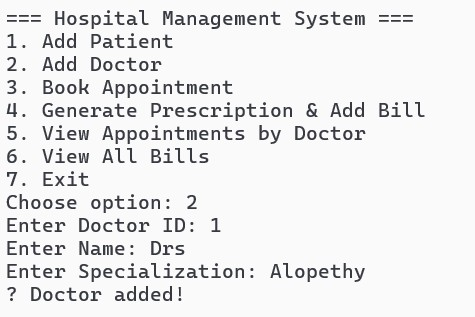 === Hospital Management System ===
1. Add Patient
2. Add Doctor
3. Book Appointment
4. Generate Prescription & Add Bill
5. View Appointments by Doctor
6. View All Bills
7. Exit
Choose option: 2
Enter Doctor ID: 1
Enter Name: Drs
Enter Specialization: Alopethy
? Doctor added!